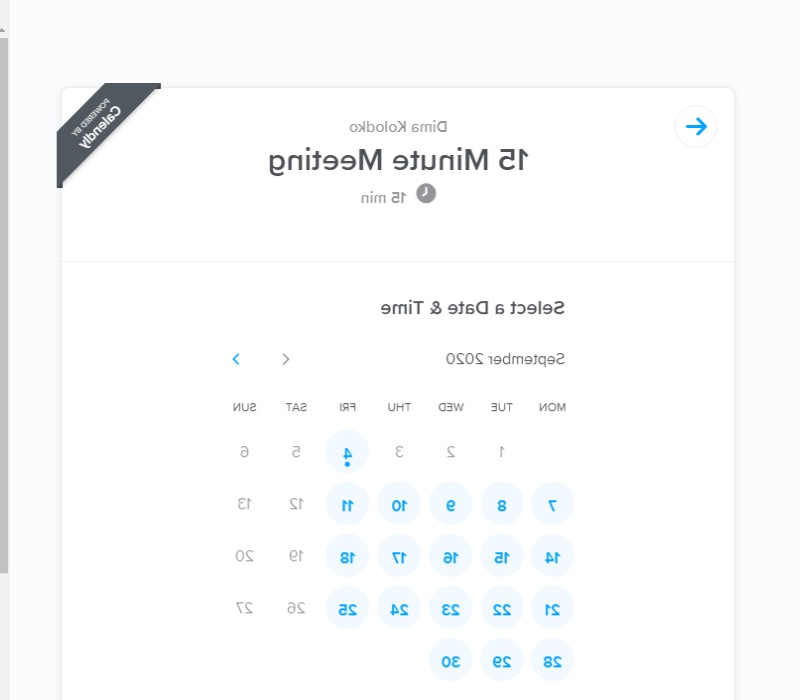 POWERED BY
Calendly
Dima Kolodko
15 Minute Meeting
15 min
Select a Date & Time
September 2020
MON TUE WED THU FRI SAT SUN
1 2 3 4 5 6
7 8 9 10 11 12 13
14 15 16 17 18 19 20
21 22 23 24 25 26 27
28 29 30